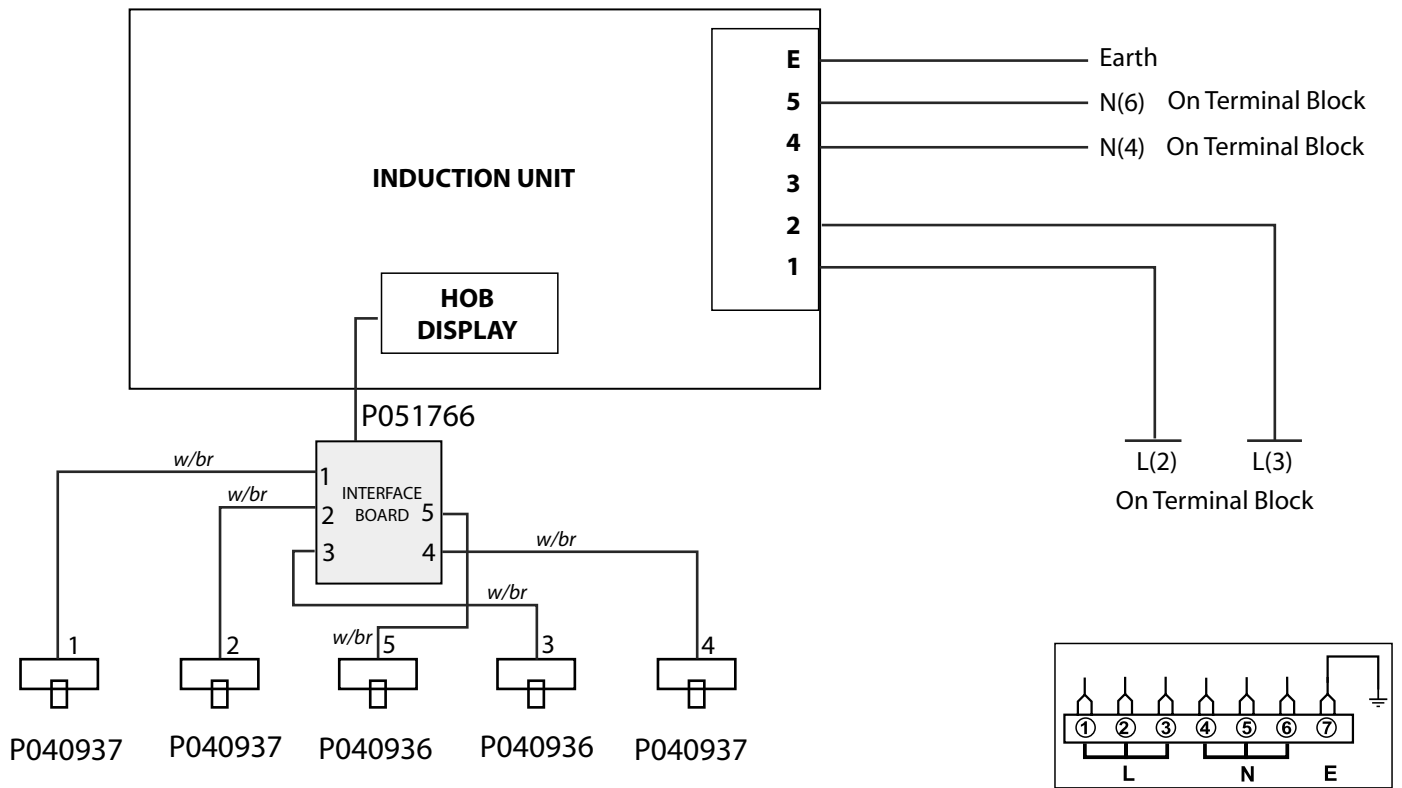 E
Earth
5
N(6) On Terminal Block
4
N(4) On Terminal Block
3
INDUCTION UNIT
2
1
HOB
DISPLAY
P051766
w/br
1
w/br
INTERFACE
BOARD
2
5
3
4
w/br
w/br
w/br
L(2)
L(3)
On Terminal Block
1
2
5
3
4
P040937
P040937
P040936
P040936
P040937
1 2 3 4 5 6 7
L N E